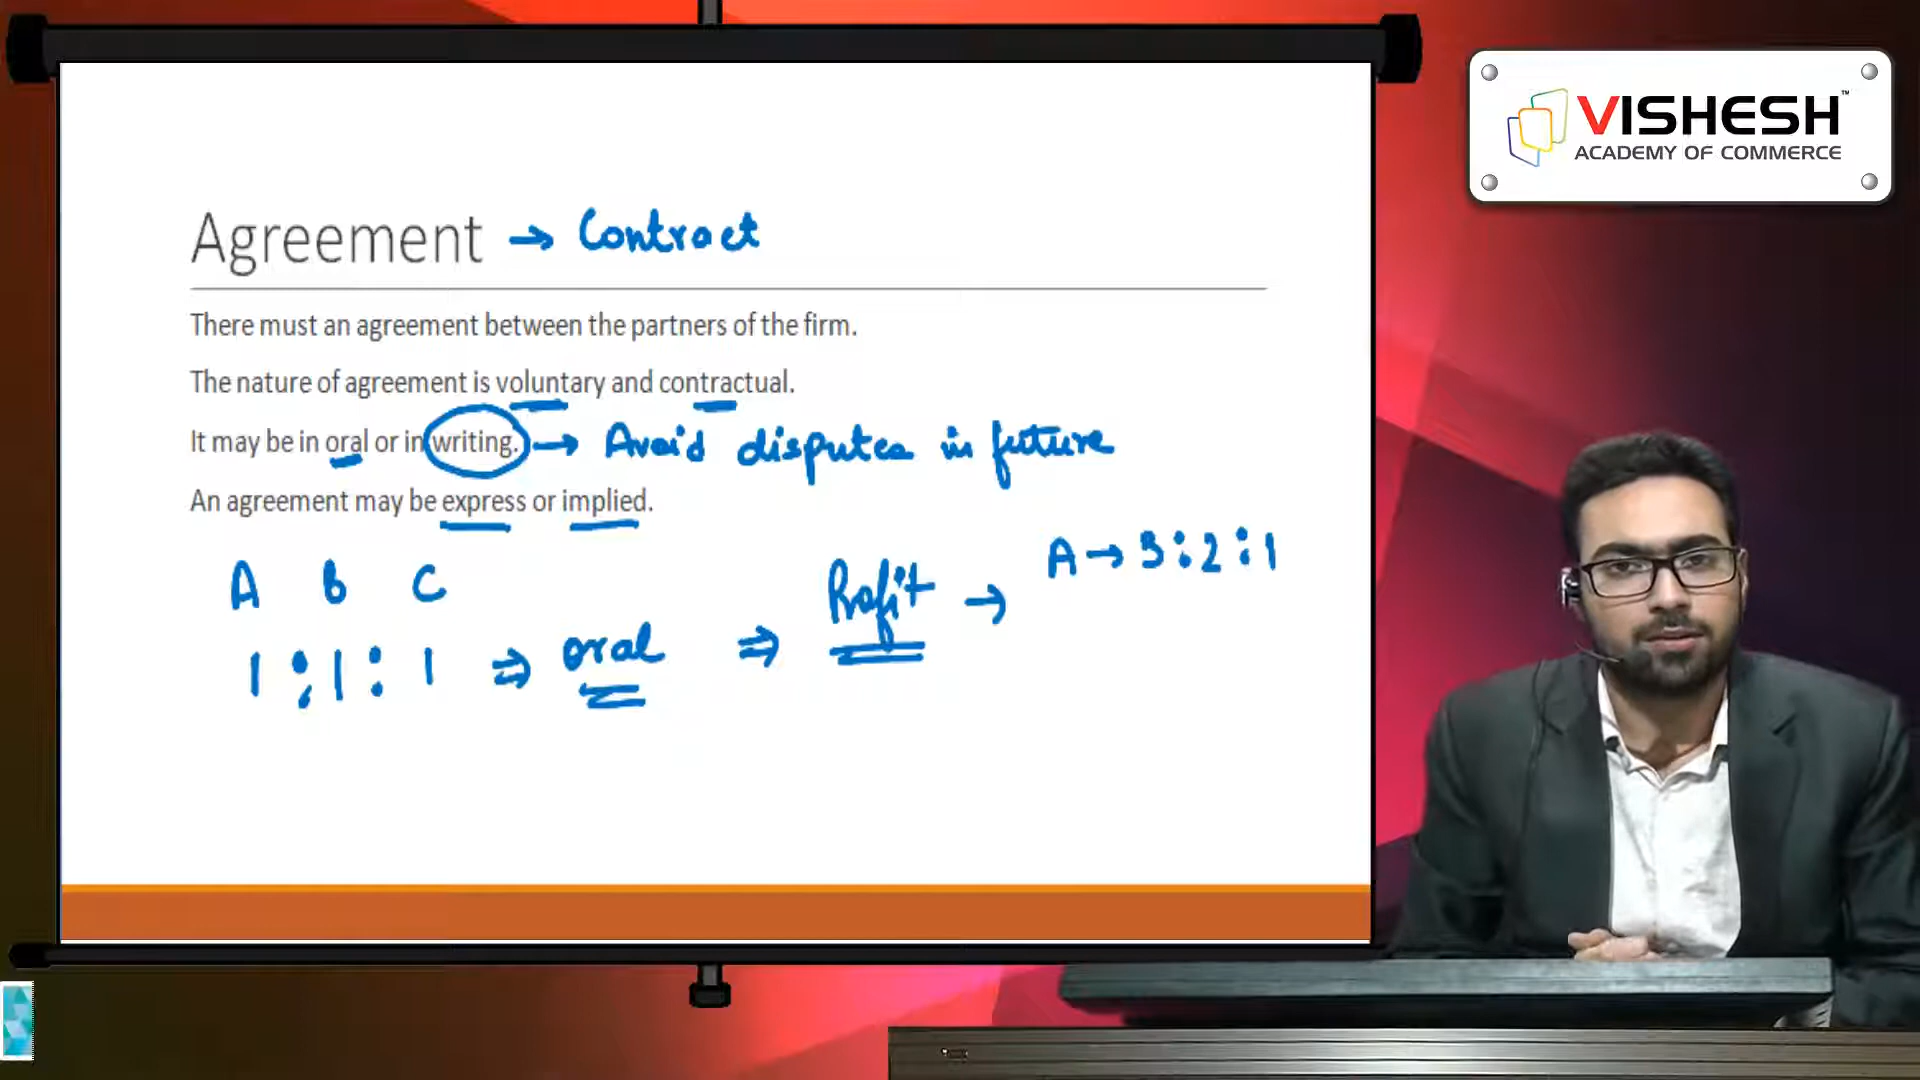 VISHESH™
ACADEMY OF COMMERCE
Agreement → Contract
There must an agreement between the partners of the firm.
The nature of agreement is voluntary and contractual.
It may be in oral or in writing. → Avoid disputes in future
An agreement may be express or implied.
A B C
1 : 1 : 1 ⇒ oral ⇒ Profit → A → 3 : 2 : 1